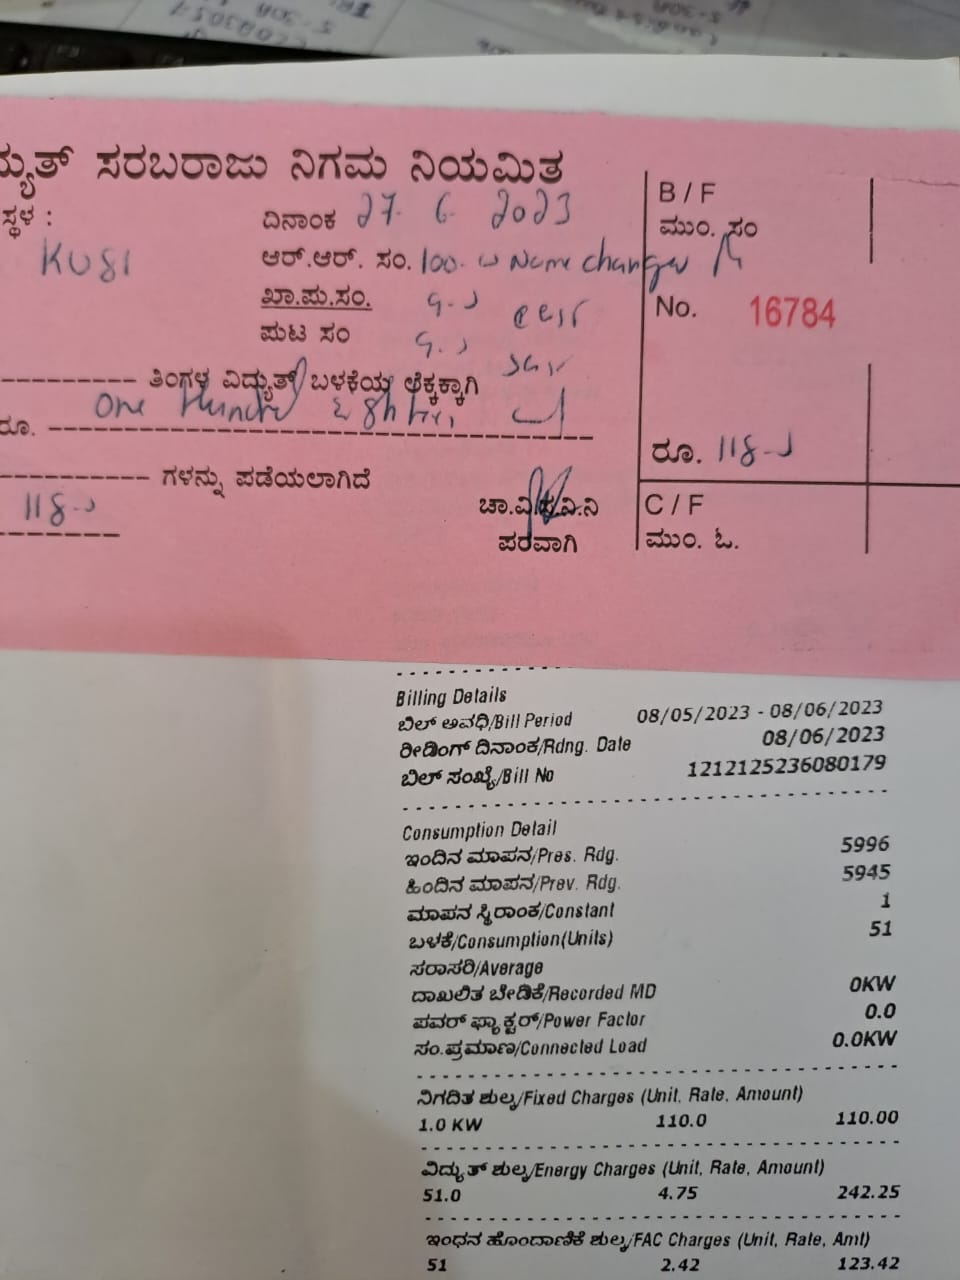 ದ್ಯುತ್ ಸರಬರಾಜು ನಿಗಮ ನಿಯಮಿತ
ಸ್ಥಳ :
ದಿನಾಂಕ 27. 6. 2023
KUSI
ಆರ್.ಆರ್. ಸಂ. 100. Name change
ಖಾ.ಪು.ಸಂ. 9.
ಪುಟ ಸಂ 9.
ತಿಂಗಳ ವಿದ್ಯುತ್ ಬಳಕೆಯ ಲೆಕ್ಕಕ್ಕಾಗಿ
ರೂ. One
ಗಳನ್ನು ಪಡೆಯಲಾಗಿದೆ
118
ಚಾ.ವಿ.ಸ.ನಿ.ನಿ
ಪರವಾಗಿ
B / F
ಮುಂ. ಸಂ
No. 16784
ರೂ. 118
C / F
ಮುಂ. ಓ.
Billing Details
ಬಿಲ್ ಅವಧಿ/Bill Period 08/05/2023 - 08/06/2023
ರೀಡಿಂಗ್ ದಿನಾಂಕ/Rdng. Date 08/06/2023
ಬಿಲ್ ಸಂಖ್ಯೆ/Bill No 1212125236080179
Consumption Detail
ಇಂದಿನ ಮಾಪನ/Pres. Rdg. 5996
ಹಿಂದಿನ ಮಾಪನ/Prev. Rdg. 5945
ಮಾಪನ ಸ್ಥಿರಾಂಕ/Constant 1
ಬಳಕೆ/Consumption(Units) 51
ಸರಾಸರಿ/Average
ದಾಖಲಿತ ಬೇಡಿಕೆ/Recorded MD 0KW
ಪವರ್ ಫ್ಯಾಕ್ಟರ್/Power Factor 0.0
ಸಂ.ಪ್ರಮಾಣ/Connected Load 0.0KW
ನಿಗದಿತ ಶುಲ್ಕ/Fixed Charges (Unit, Rate, Amount)
1.0 KW 110.0 110.00
ವಿದ್ಯುತ್ ಶುಲ್ಕ/Energy Charges (Unit, Rate, Amount)
51.0 4.75 242.25
ಇಂಧನ ಹೊಂದಾಣಿಕೆ ಶುಲ್ಕ/FAC Charges (Unit, Rate, Amt)
51 2.42 123.42